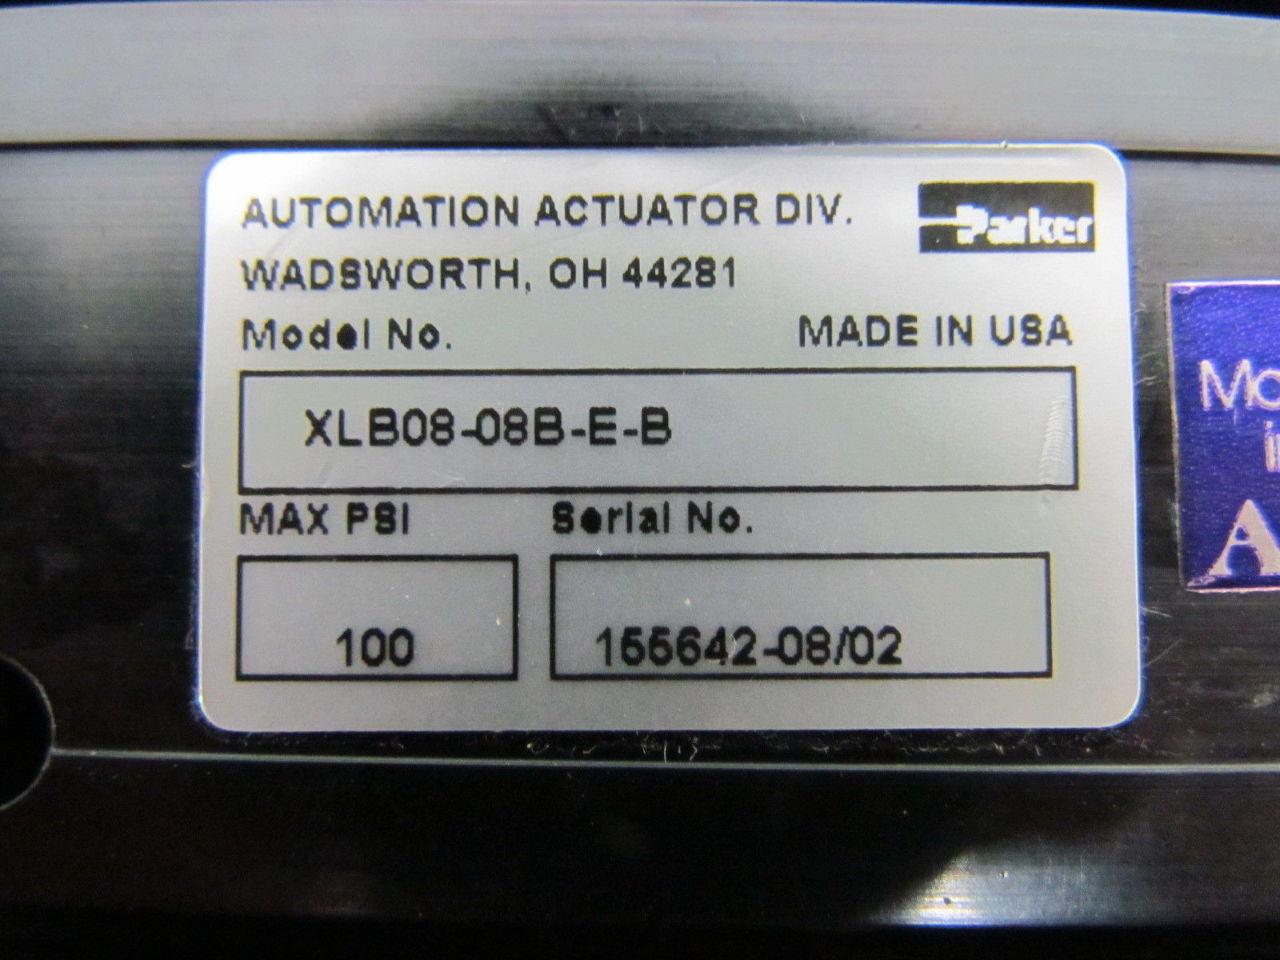 AUTOMATION ACTUATOR DIV.
Parker
WADSWORTH, OH 44281
Model No.
MADE IN USA
XLB08-08B-E-B
MAX PSI
Serial No.
100
155642-08/02
A